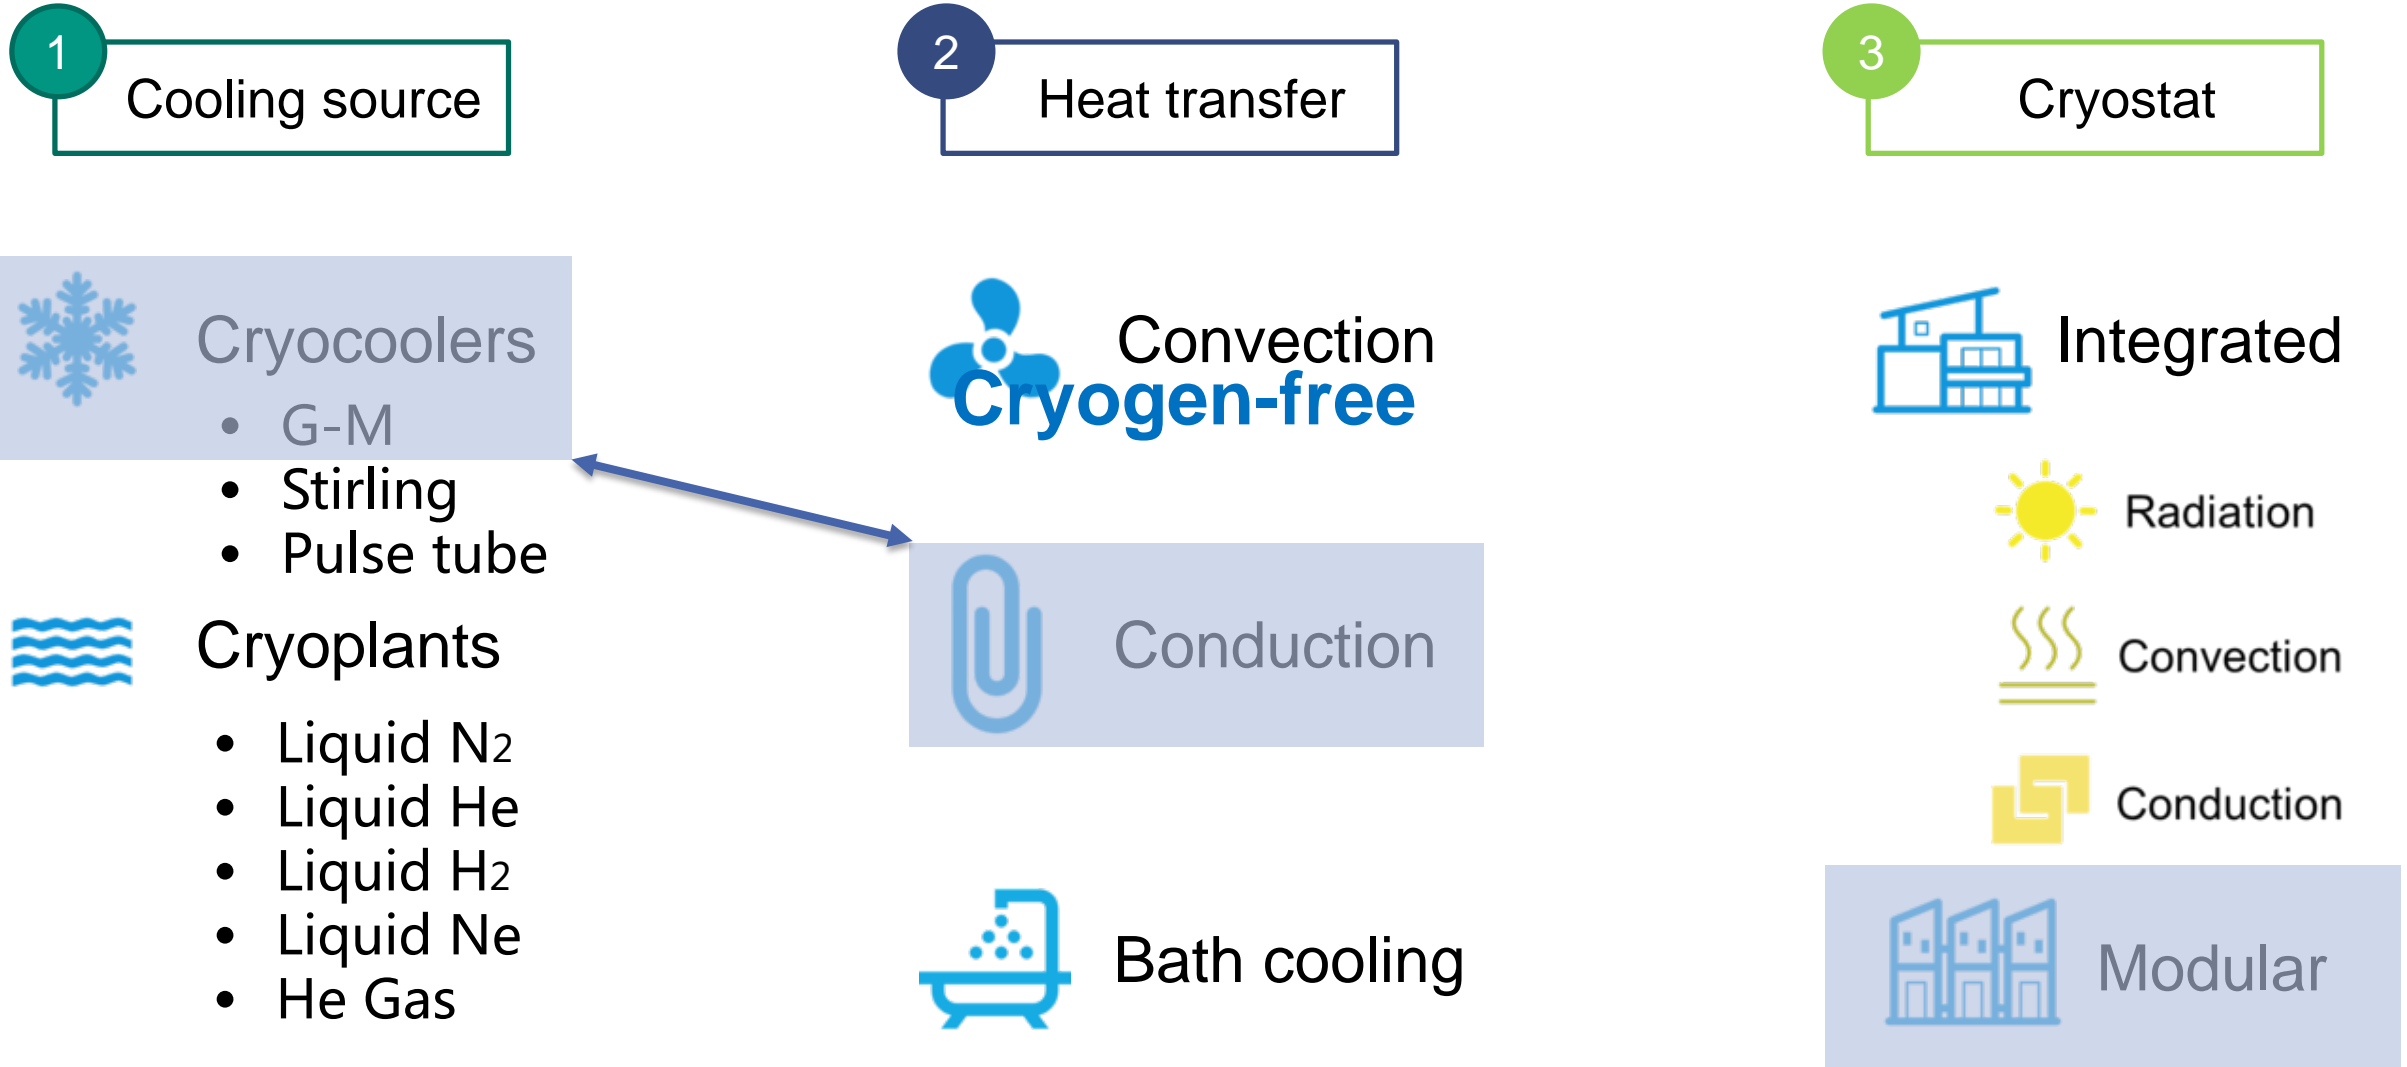 1
Cooling source
Cryocoolers
• G-M
• Stirling
• Pulse tube
Cryoplants
• Liquid N2
• Liquid He
• Liquid H2
• Liquid Ne
• He Gas
2
Heat transfer
Convection
Cryogen-free
Conduction
Bath cooling
3
Cryostat
Integrated
Radiation
Convection
Conduction
Modular